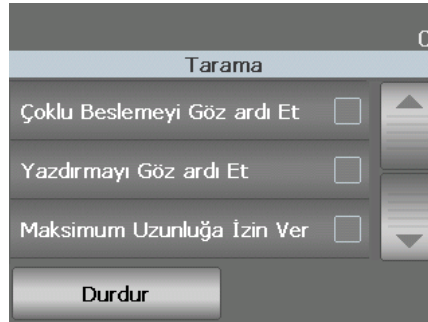 Tarama
Çoklu Beslemeyi Göz ardı Et
Yazdırmayı Göz ardı Et
Maksimum Uzunluğa İzin Ver
Durdur